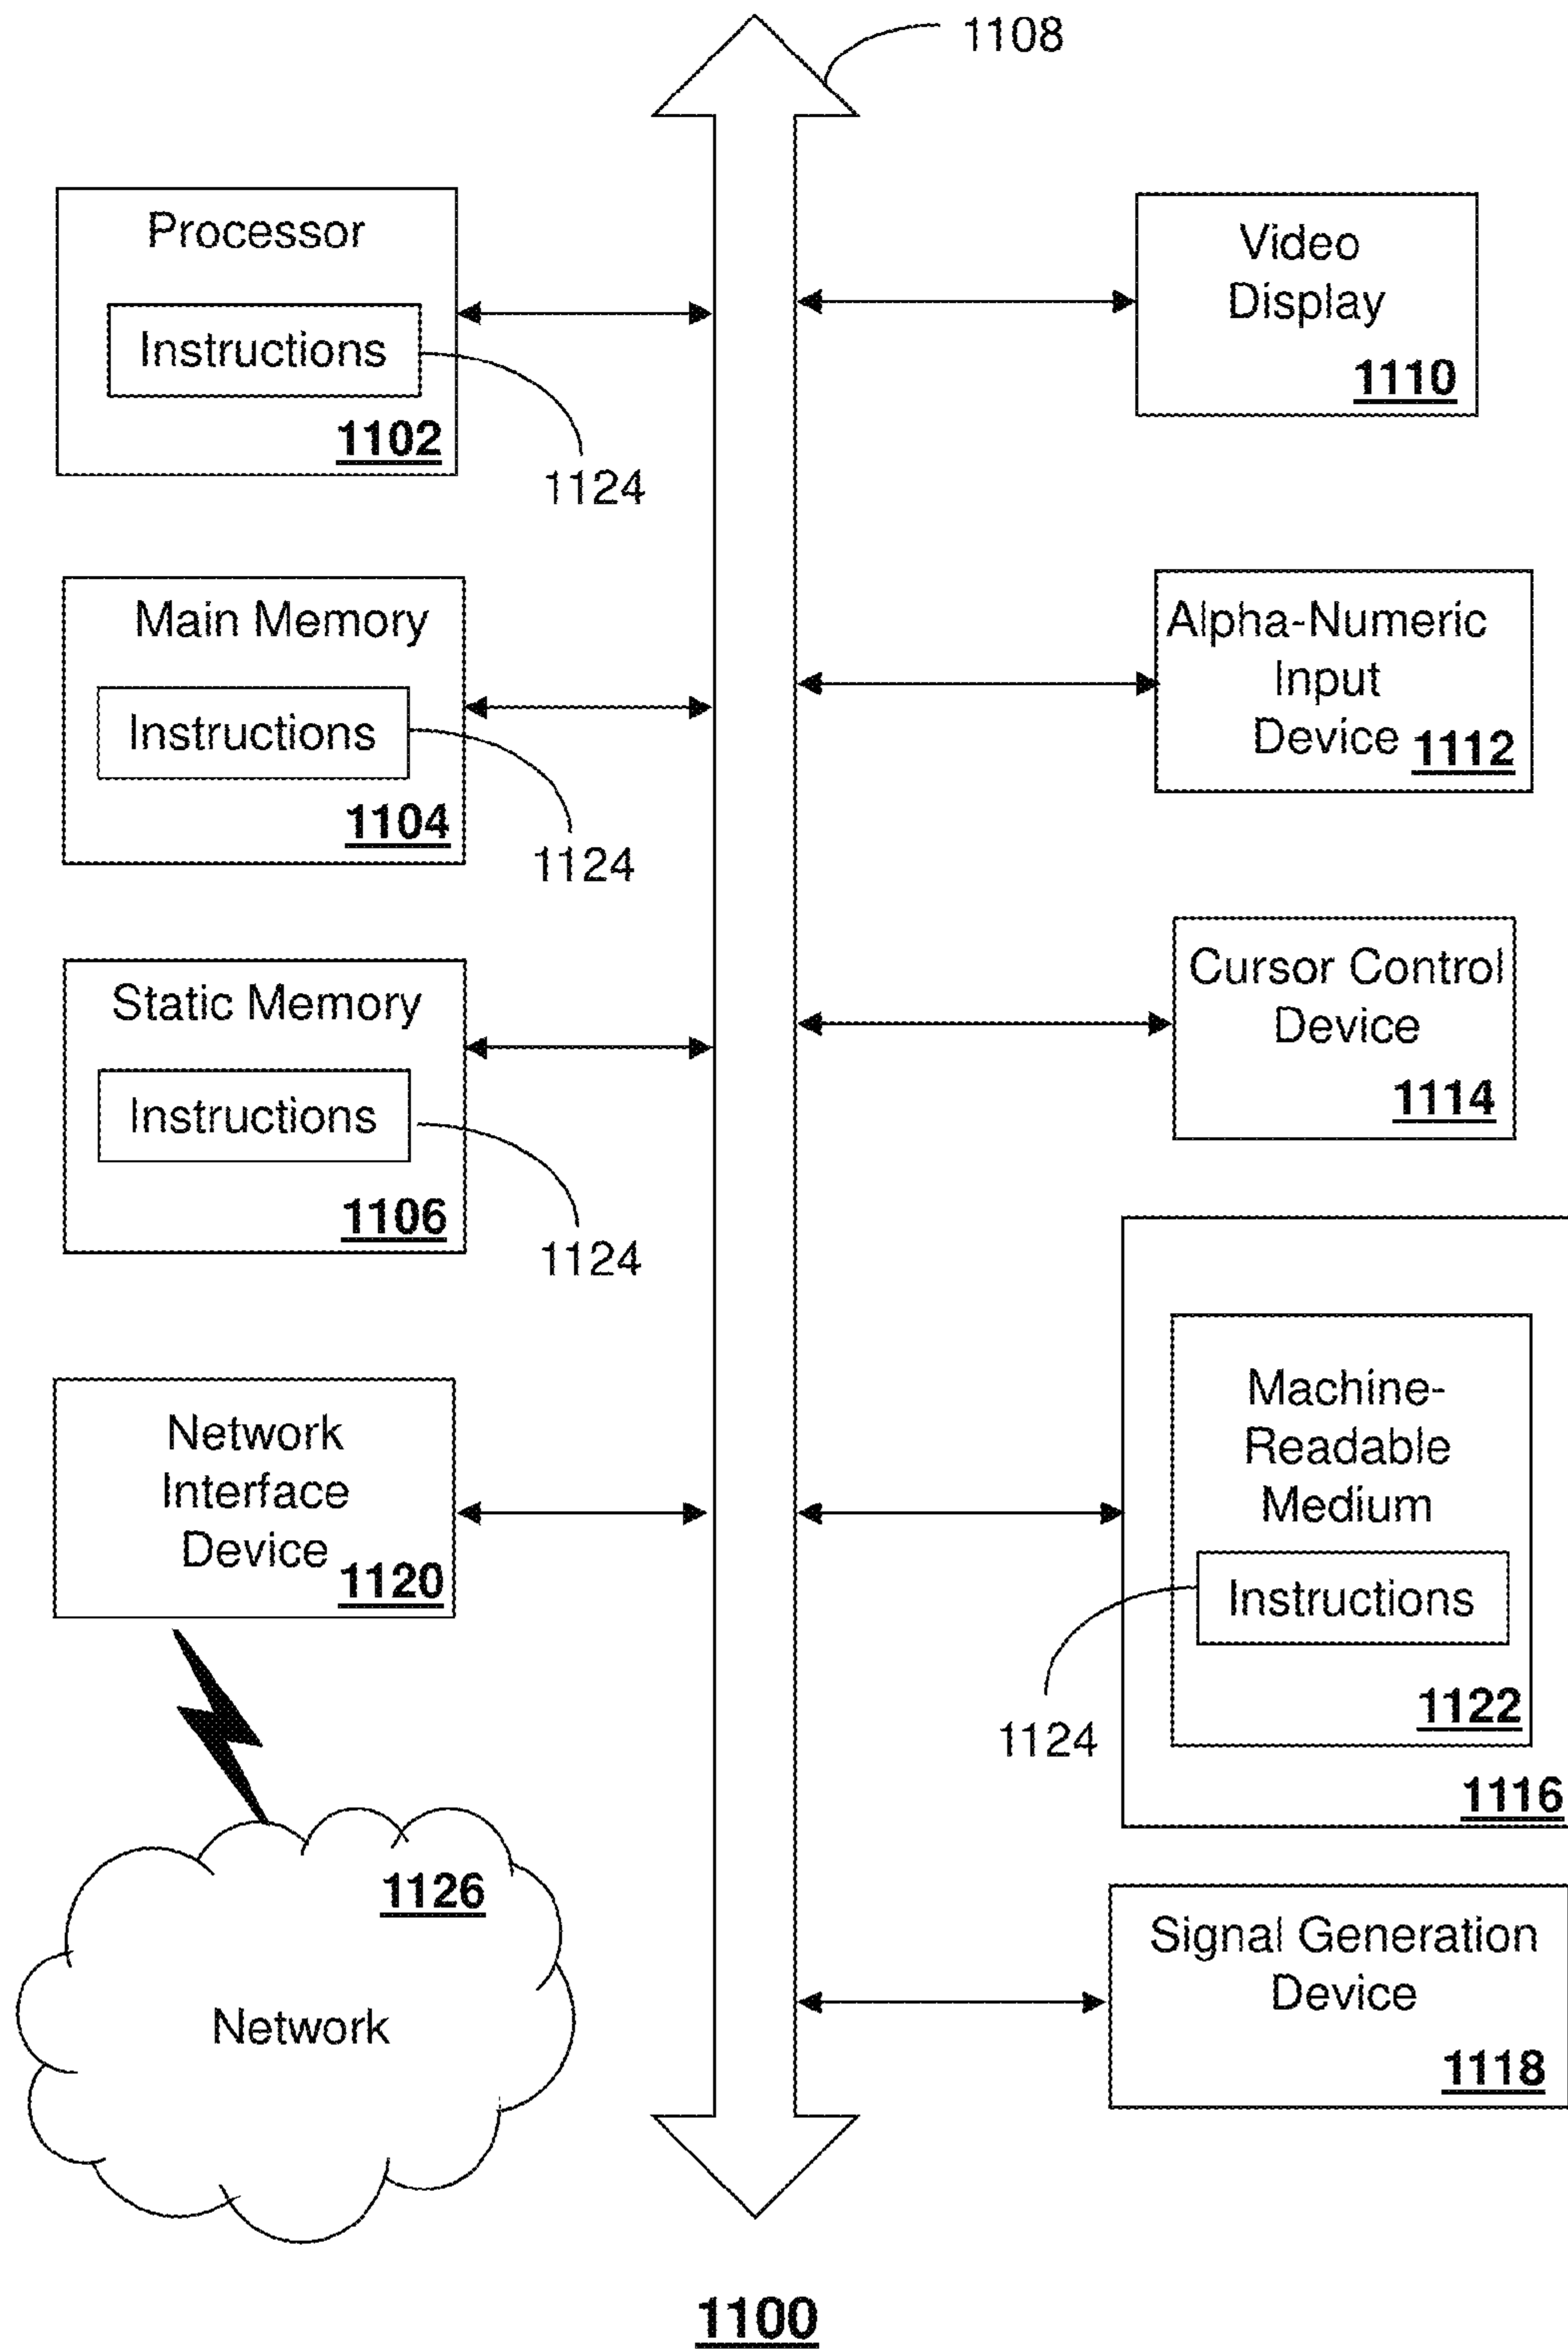 1108
Processor
Instructions
1102
1124
Main Memory
Instructions
1104
1124
Static Memory
Instructions
1106
1124
Network
Interface
Device
1120
1126
Network
Video
Display
1110
Alpha-Numeric
Input
Device 1112
Cursor Control
Device
1114
Machine-
Readable
Medium
Instructions
1122
1124
1116
Signal Generation
Device
1118
1100